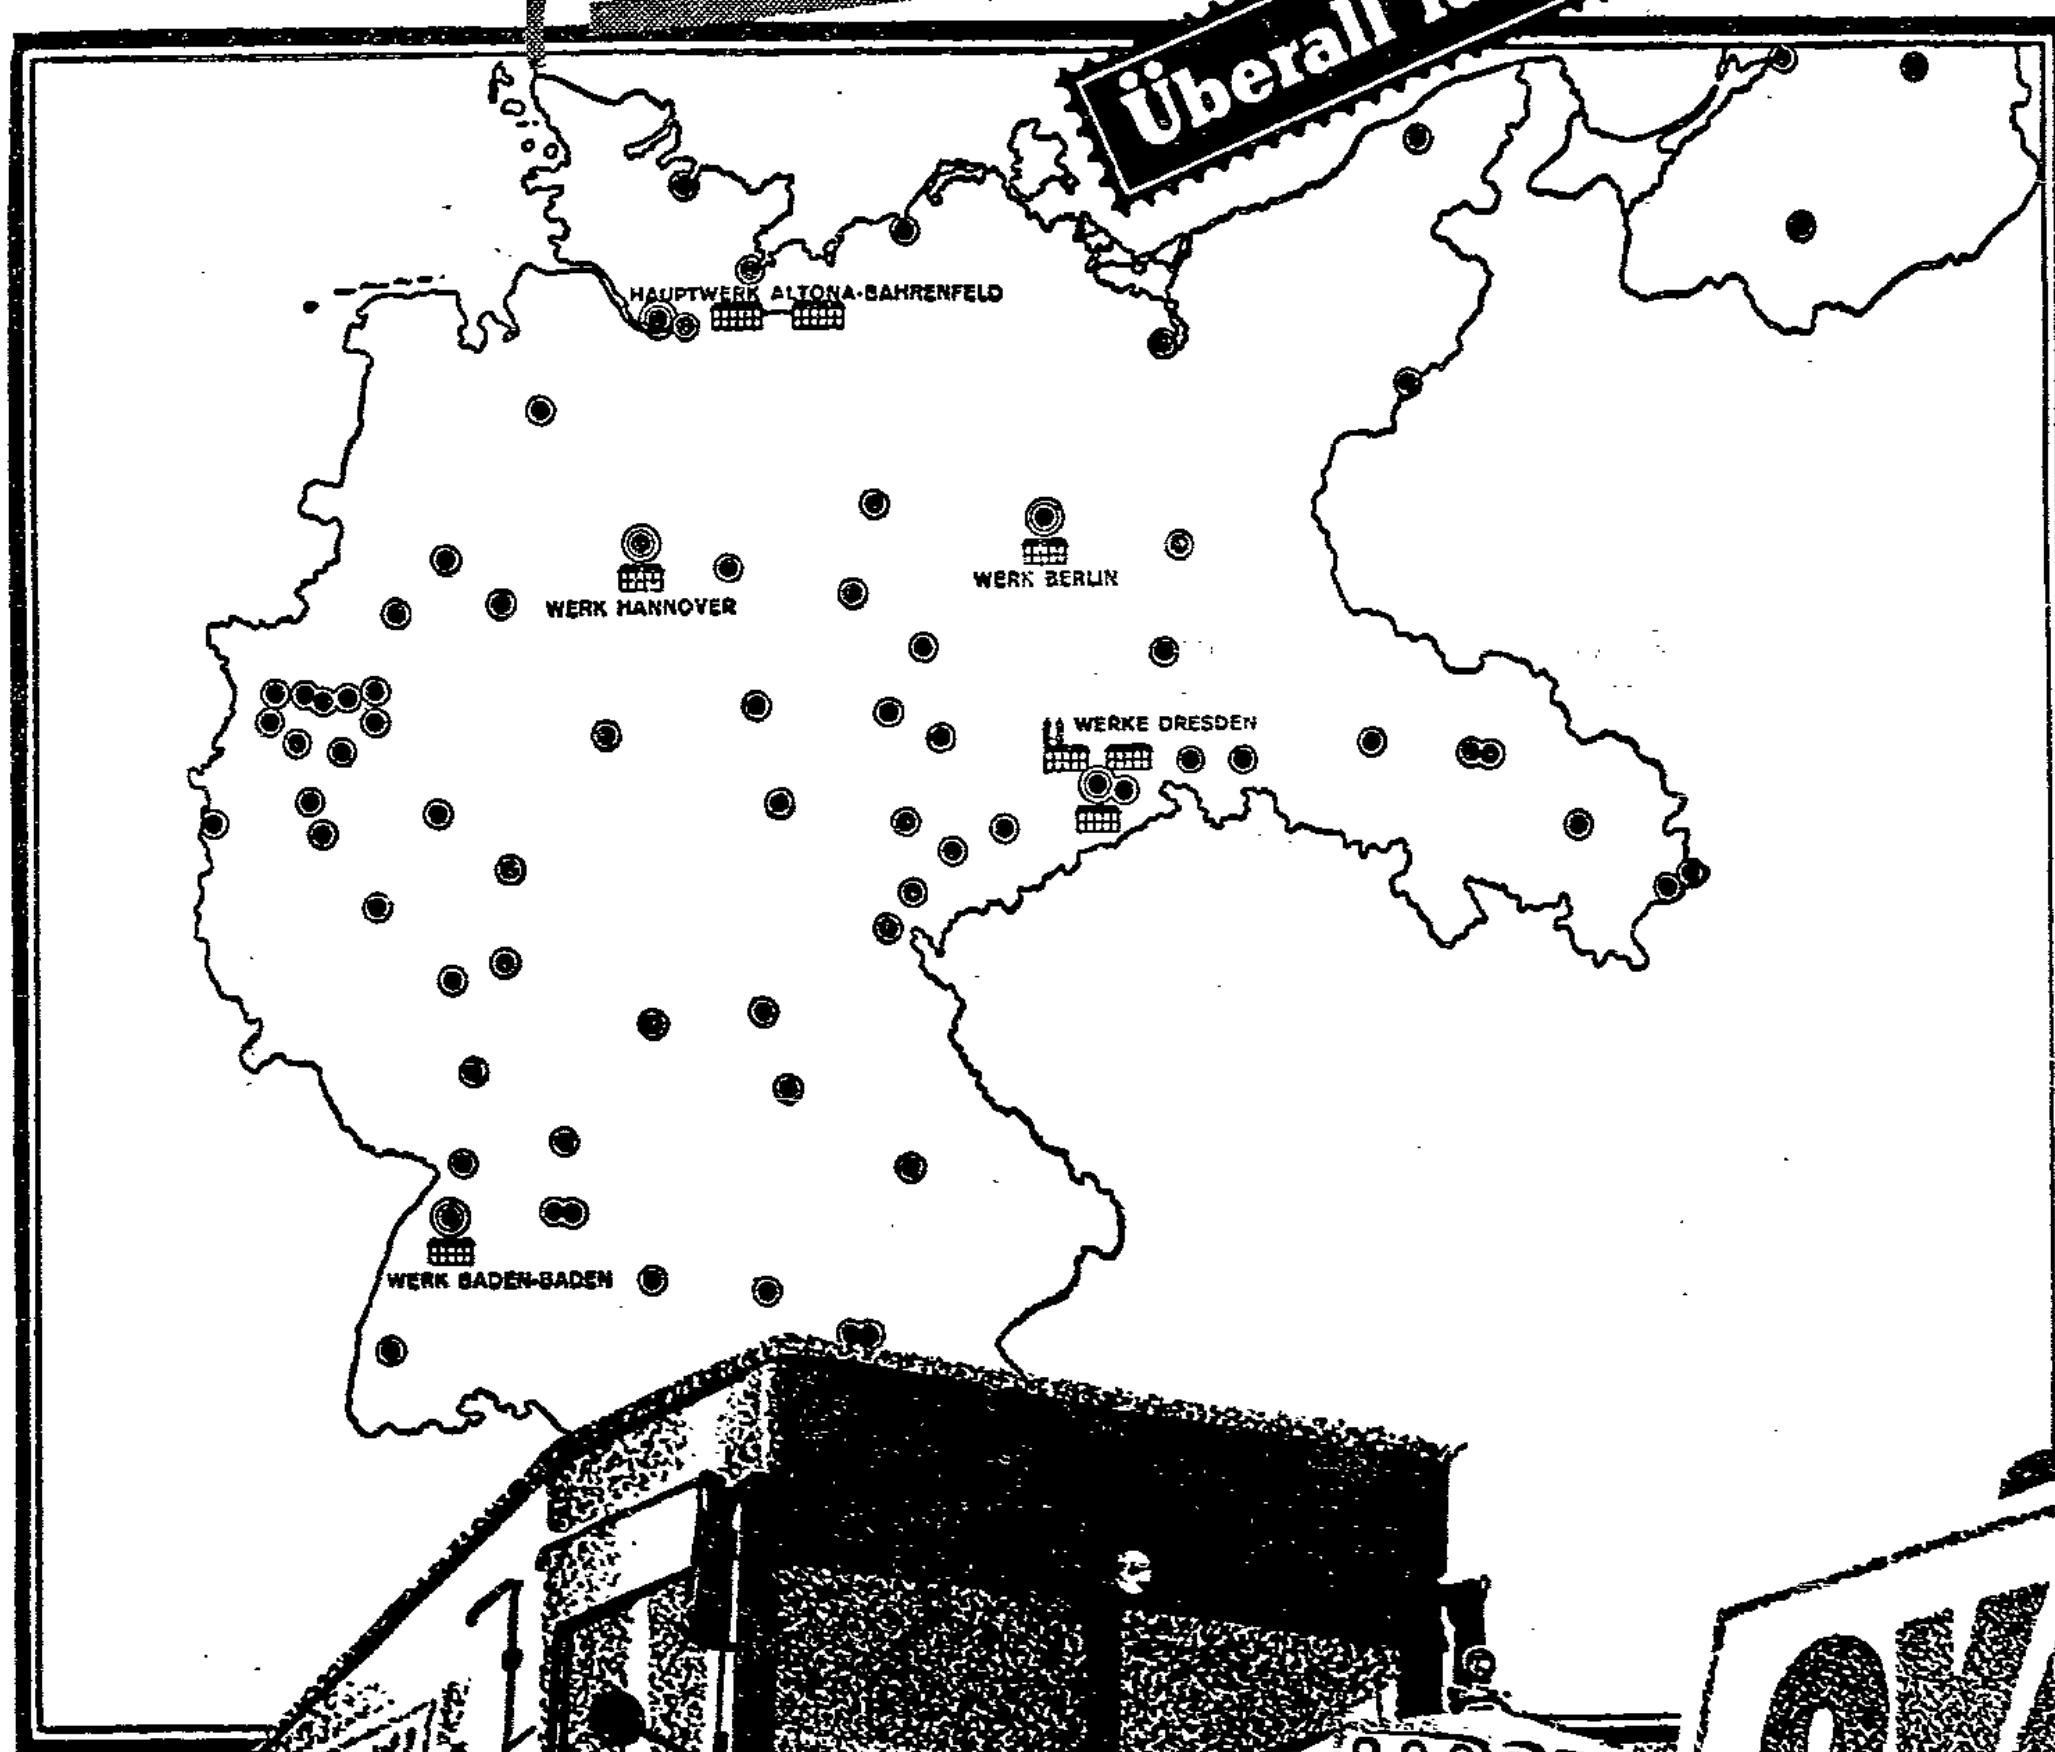 Überall
HAUPTWERK ALTONA-BAHRENFELD
WERK BERLIN
WERK HANNOVER
WERKE DRESDEN
WERK BADEN-BADEN